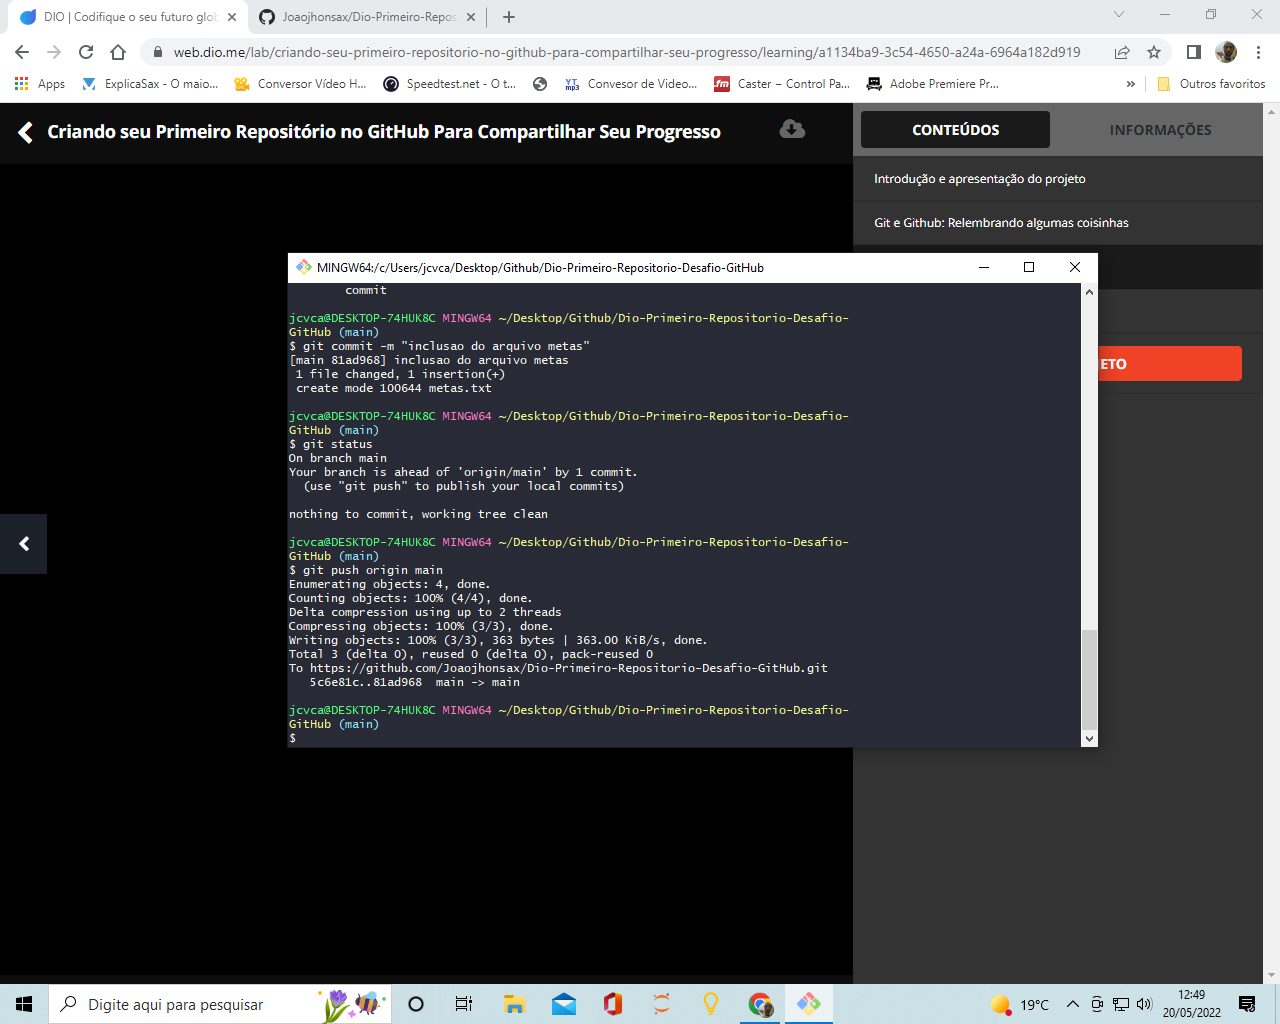 DIO | Codifique o seu futuro glob
Joaojhonsax/Dio-Primeiro-Repos
web.dio.me/lab/criando-seu-primeiro-repositorio-no-github-para-compartilhar-seu-progresso/learning/a1134ba9-3c54-4650-a24a-6964a182d919
Apps
ExplicaSax - O maio...
Conversor Vídeo H...
Speedtest.net - O t...
Convesor de Video...
Caster – Control Pa...
Adobe Premiere Pr...
»
Outros favoritos
Criando seu Primeiro Repositório no GitHub Para Compartilhar Seu Progresso
CONTEÚDOS
INFORMAÇÕES
Introdução e apresentação do projeto
Git e Github: Relembrando algumas coisinhas
ETO
MINGW64:/c/Users/jcvca/Desktop/Github/Dio-Primeiro-Repositorio-Desafio-GitHub
commit
jcvca@DESKTOP-74HUK8C MINGW64 ~/Desktop/Github/Dio-Primeiro-Repositorio-Desafio-
GitHub (main)
$ git commit -m "inclusao do arquivo metas"
[main 81ad968] inclusao do arquivo metas
1 file changed, 1 insertion(+)
create mode 100644 metas.txt
jcvca@DESKTOP-74HUK8C MINGW64 ~/Desktop/Github/Dio-Primeiro-Repositorio-Desafio-
GitHub (main)
$ git status
On branch main
Your branch is ahead of 'origin/main' by 1 commit.
(use "git push" to publish your local commits)
nothing to commit, working tree clean
jcvca@DESKTOP-74HUK8C MINGW64 ~/Desktop/Github/Dio-Primeiro-Repositorio-Desafio-
GitHub (main)
$ git push origin main
Enumerating objects: 4, done.
Counting objects: 100% (4/4), done.
Delta compression using up to 2 threads
Compressing objects: 100% (3/3), done.
Writing objects: 100% (3/3), 363 bytes | 363.00 KiB/s, done.
Total 3 (delta 0), reused 0 (delta 0), pack-reused 0
To https://github.com/Joaojhonsax/Dio-Primeiro-Repositorio-Desafio-GitHub.git
5c6e81c..81ad968  main -> main
jcvca@DESKTOP-74HUK8C MINGW64 ~/Desktop/Github/Dio-Primeiro-Repositorio-Desafio-
GitHub (main)
$
Digite aqui para pesquisar
19°C
12:49
20/05/2022